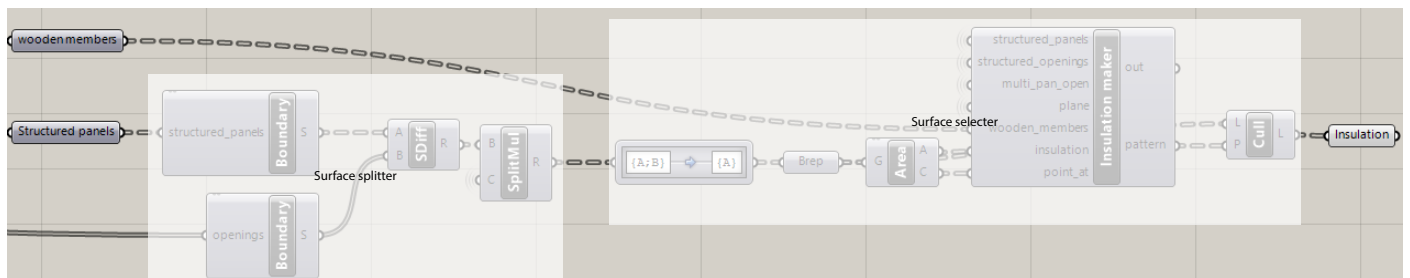 wooden members
Structured panels
structured_panels
Boundary
S
openings
Boundary
S
Surface splitter
A
B
SDiff
R
B
C
SplitMul
R
{A;B}
{A}
Brep
G
Area
A
C
Surface selecter
structured_panels
structured_openings
multi_pan_open
plane
wooden_members
insulation
point_at
Insulation maker
out
pattern
L
P
Cull
L
Insulation